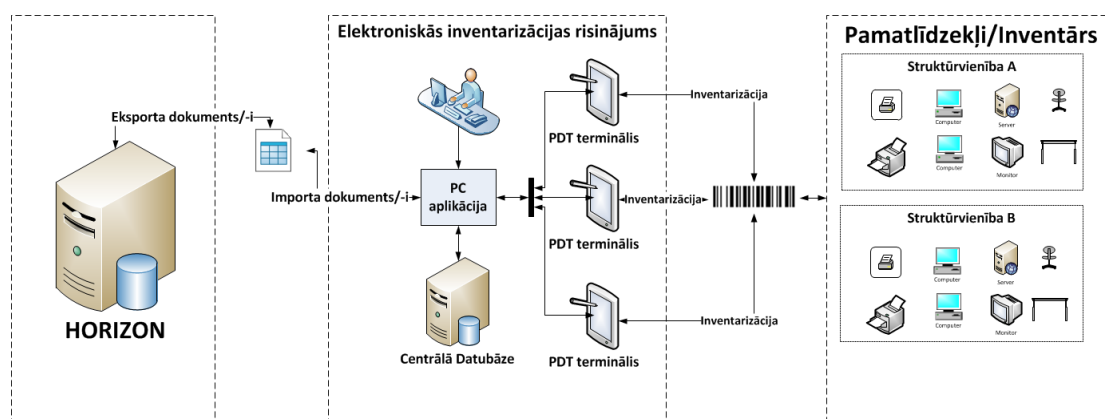 Elektroniskās inventarizācijas risinājums
Pamatlīdzekļi/Inventārs
Struktūrvienība A
Computer
Server
Computer
Monitor
Struktūrvienība B
Computer
Server
Computer
Monitor
Eksporta dokuments/-i
Importa dokuments/-i
HORIZON
PC
aplikācija
Centrālā Datubāze
PDT terminālis
PDT terminālis
PDT terminālis
Inventarizācija
Inventarizācija
Inventarizācija